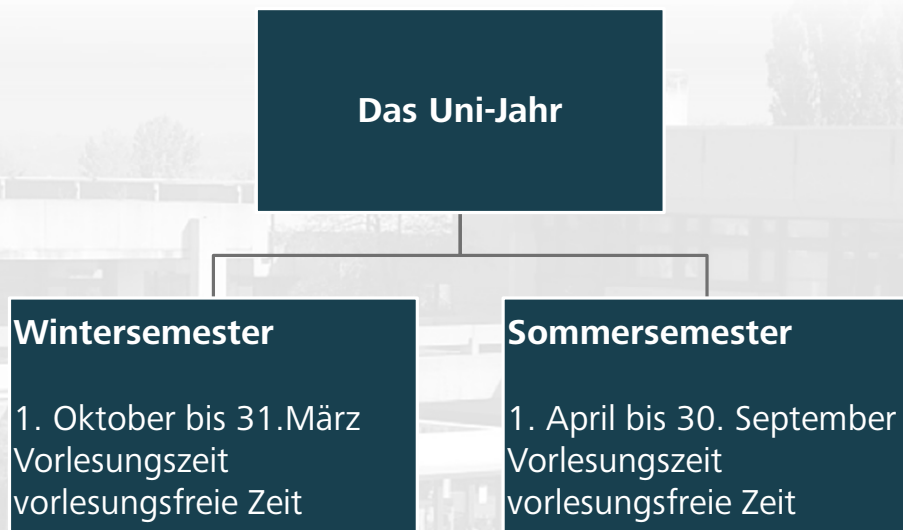 Das Uni-Jahr
Wintersemester
1. Oktober bis 31.März
Vorlesungszeit
vorlesungsfreie Zeit
Sommersemester
1. April bis 30. September
Vorlesungszeit
vorlesungsfreie Zeit